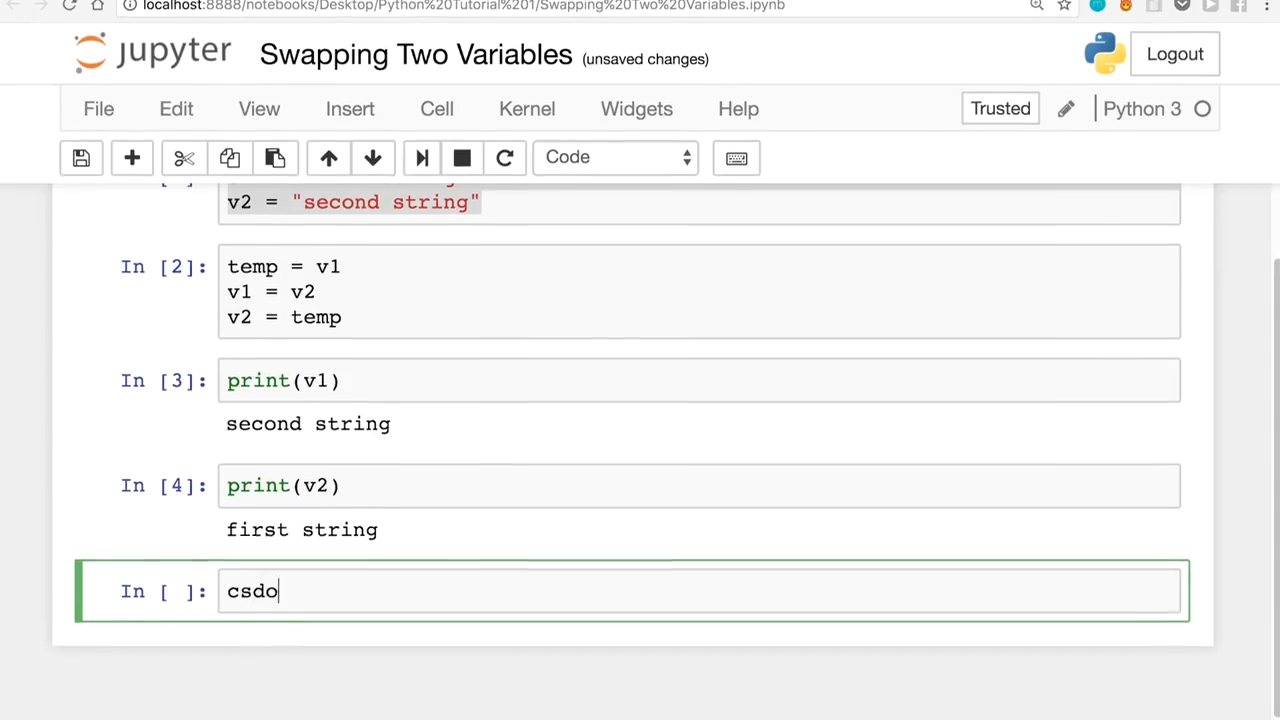 localhost:8888/notebooks/Desktop/Python%20Tutorial%201/Swapping%20Two%20Variables.ipynb
jupyter Swapping Two Variables (unsaved changes) Logout
File Edit View Insert Cell Kernel Widgets Help Trusted Python 3
Code
v2 = "second string"
In [2]: temp = v1
v1 = v2
v2 = temp
In [3]: print(v1)
second string
In [4]: print(v2)
first string
In [ ]: csdo